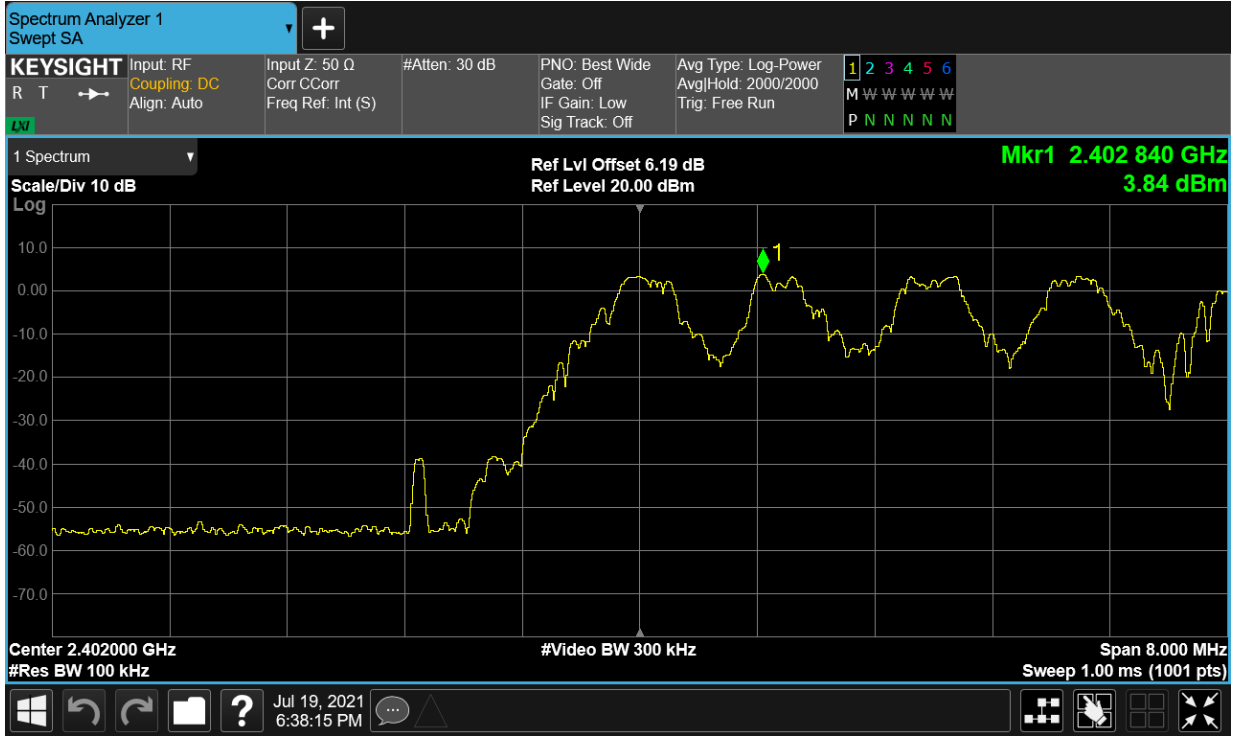 Spectrum Analyzer 1
Swept SA
KEYSIGHT
R T
LXI
Input: RF
Coupling: DC
Align: Auto
Input Z: 50 Ω
Corr CCorr
Freq Ref: Int (S)
#Atten: 30 dB
PNO: Best Wide
Gate: Off
IF Gain: Low
Sig Track: Off
Avg Type: Log-Power
Avg|Hold: 2000/2000
Trig: Free Run
1 2 3 4 5 6
M W W W W W
P N N N N N
1 Spectrum
Scale/Div 10 dB
Ref Lvl Offset 6.19 dB
Ref Level 20.00 dBm
Mkr1 2.402 840 GHz
3.84 dBm
Log
10.0
0.00
-10.0
-20.0
-30.0
-40.0
-50.0
-60.0
-70.0
1
Center 2.402000 GHz
#Res BW 100 kHz
#Video BW 300 kHz
Span 8.000 MHz
Sweep 1.00 ms (1001 pts)
?
Jul 19, 2021
6:38:15 PM